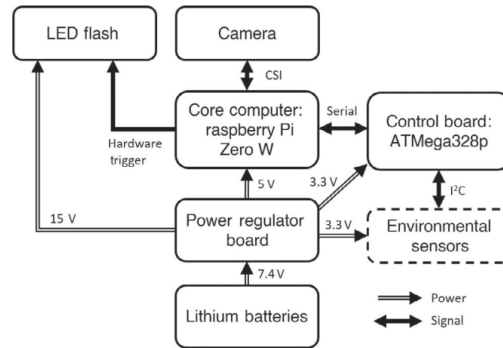 LED flash
Camera
CSI
Core computer:
raspberry Pi
Zero W
Serial
Control board:
ATMega328p
Hardware
trigger
5 V
3.3 V
I²C
15 V
Power regulator
board
3.3 V
Environmental
sensors
7.4 V
Lithium batteries
Power
Signal